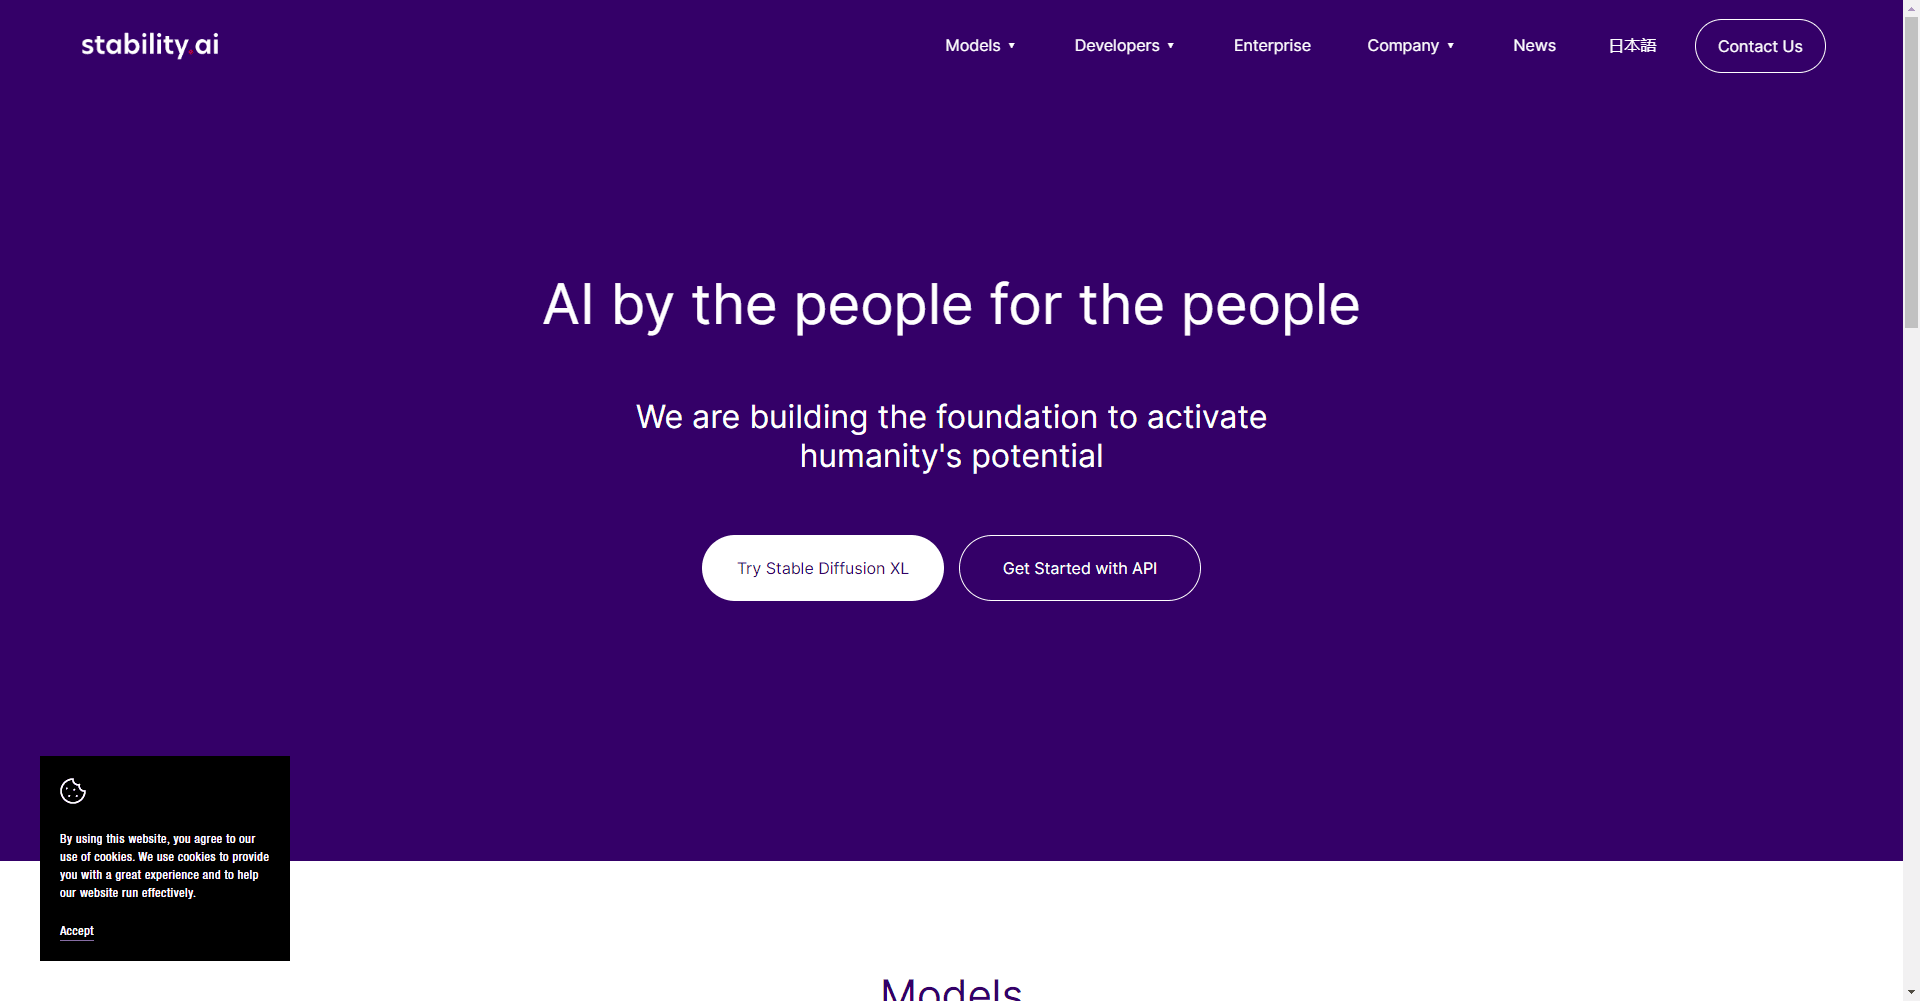 stability.ai
Models ▼
Developers ▼
Enterprise
Company ▼
News
日本語
Contact Us
AI by the people for the people
We are building the foundation to activate
humanity's potential
Try Stable Diffusion XL
Get Started with API
By using this website, you agree to our
use of cookies. We use cookies to provide
you with a great experience and to help
our website run effectively.
Accept
Models